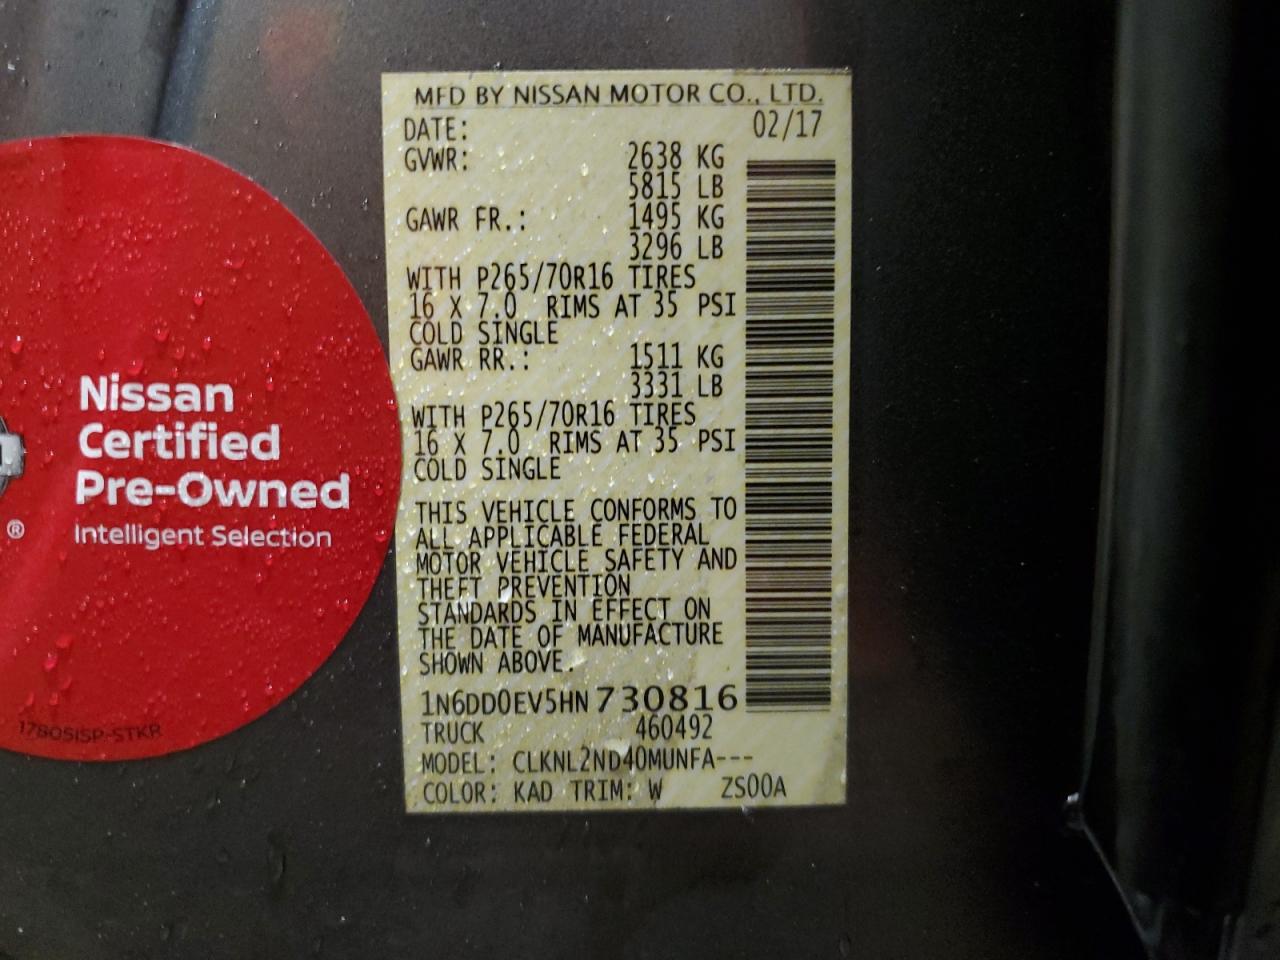 MFD BY NISSAN MOTOR CO., LTD.
DATE: 02/17
GVWR: 2638 KG
5815 LB
GAWR FR.: 1495 KG
3296 LB
WITH P265/70R16 TIRES
16 X 7.0 RIMS AT 35 PSI
COLD SINGLE
GAWR RR.: 1511 KG
3331 LB
WITH P265/70R16 TIRES
16 X 7.0 RIMS AT 35 PSI
COLD SINGLE
THIS VEHICLE CONFORMS TO
ALL APPLICABLE FEDERAL
MOTOR VEHICLE SAFETY AND
THEFT PREVENTION
STANDARDS IN EFFECT ON
THE DATE OF MANUFACTURE
SHOWN ABOVE.
1N6DD0EV5HN730816
TRUCK 460492
MODEL: CLKNL2ND40MUNFA---
COLOR: KAD TRIM: W ZS00A
Nissan
Certified
Pre-Owned
®
Intelligent Selection
17805ISP-STKR